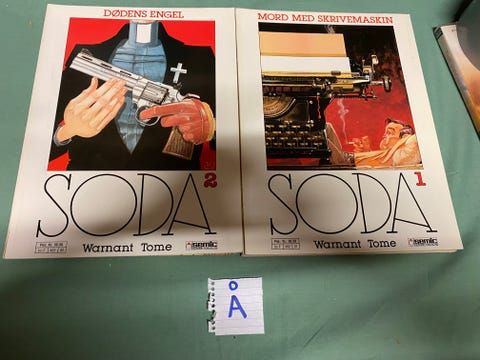 DØDENS ENGEL
SODA 2
Warnant Tome
semic
MORD MED SKRIVEMASKIN
SODA 1
Warnant Tome
semic
Å